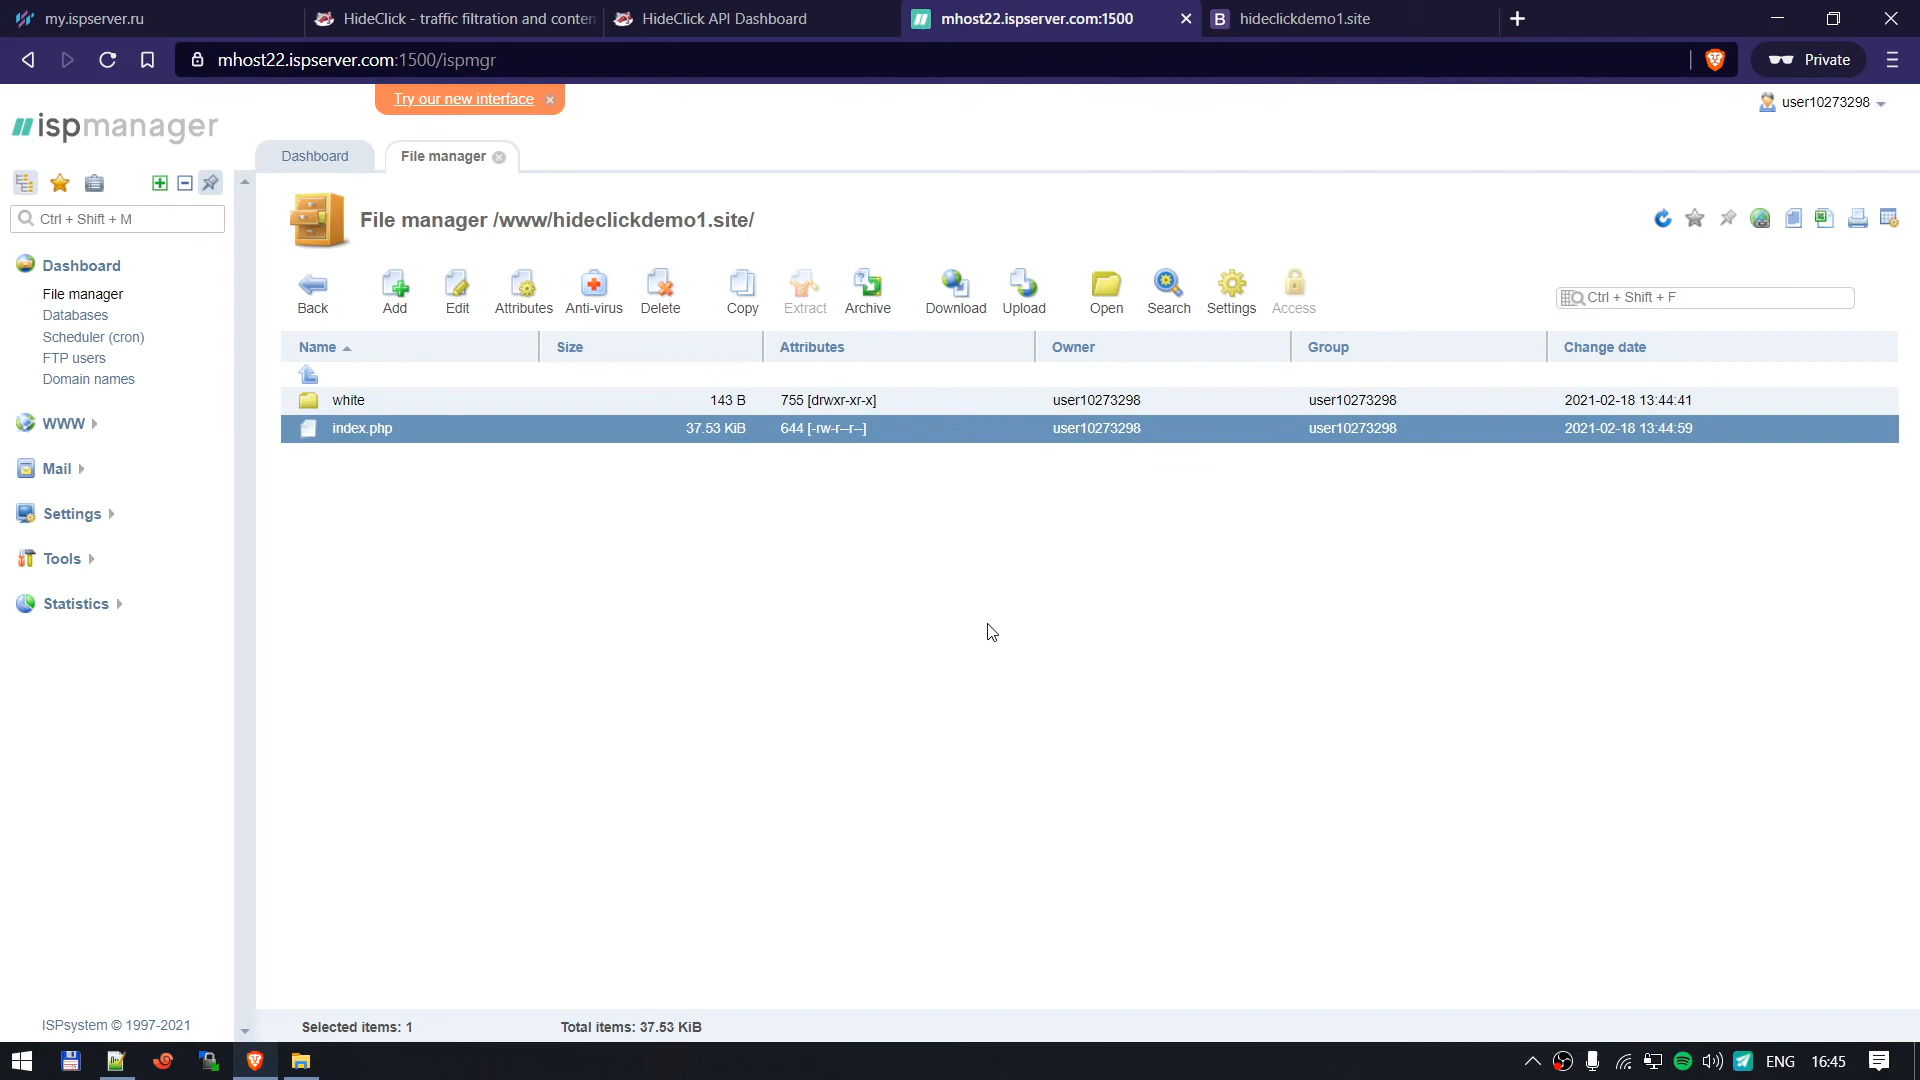 my.ispserver.ru
HideClick - traffic filtration and conten
HideClick API Dashboard
mhost22.ispserver.com:1500
B hideclickdemo1.site
mhost22.ispserver.com:1500/ispmgr
Private
Try our new interface
user10273298
ispmanager
Dashboard
File manager
Ctrl + Shift + M
File manager /www/hideclickdemo1.site/
Dashboard
File manager
Databases
Scheduler (cron)
FTP users
Domain names
WWW
Mail
Settings
Tools
Statistics
Back
Add
Edit
Attributes
Anti-virus
Delete
Copy
Extract
Archive
Download
Upload
Open
Search
Settings
Access
Ctrl + Shift + F
Name Size Attributes Owner Group Change date
white 143 B 755 [drwxr-xr-x] user10273298 user10273298 2021-02-18 13:44:41
index.php 37.53 KiB 644 [-rw-r--r--] user10273298 user10273298 2021-02-18 13:44:59
ISPsystem © 1997-2021
Selected items: 1
Total items: 37.53 KiB
ENG
16:45